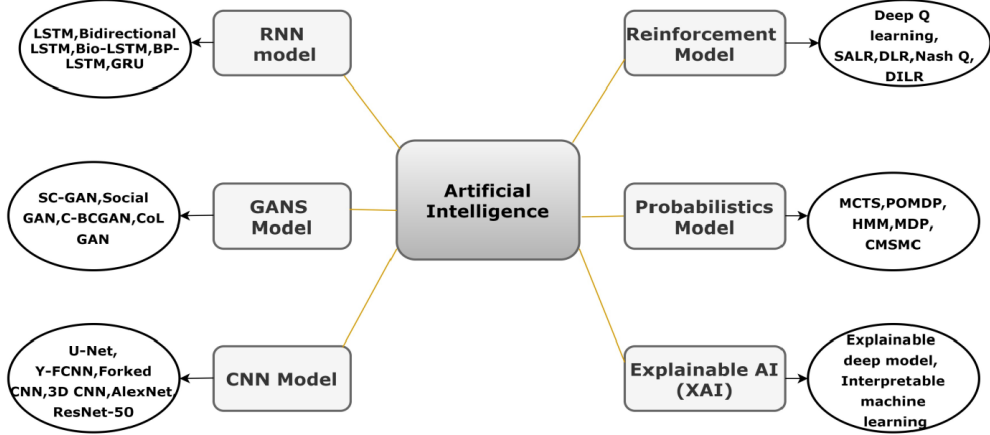 LSTM,Bidirectional
LSTM,Bio-LSTM,BP-
LSTM,GRU
RNN
model
Reinforcement
Model
Deep Q
learning,
SALR,DLR,Nash Q,
DILR
Artificial
Intelligence
SC-GAN,Social
GAN,C-BCGAN,CoL
GAN
GANS
Model
Probabilistics
Model
MCTS,POMDP,
HMM,MDP,
CMSMC
U-Net,
Y-FCNN,Forked
CNN,3D CNN,AlexNet,
ResNet-50
CNN Model
Explainable AI
(XAI)
Explainable
deep model,
Interpretable
machine
learning